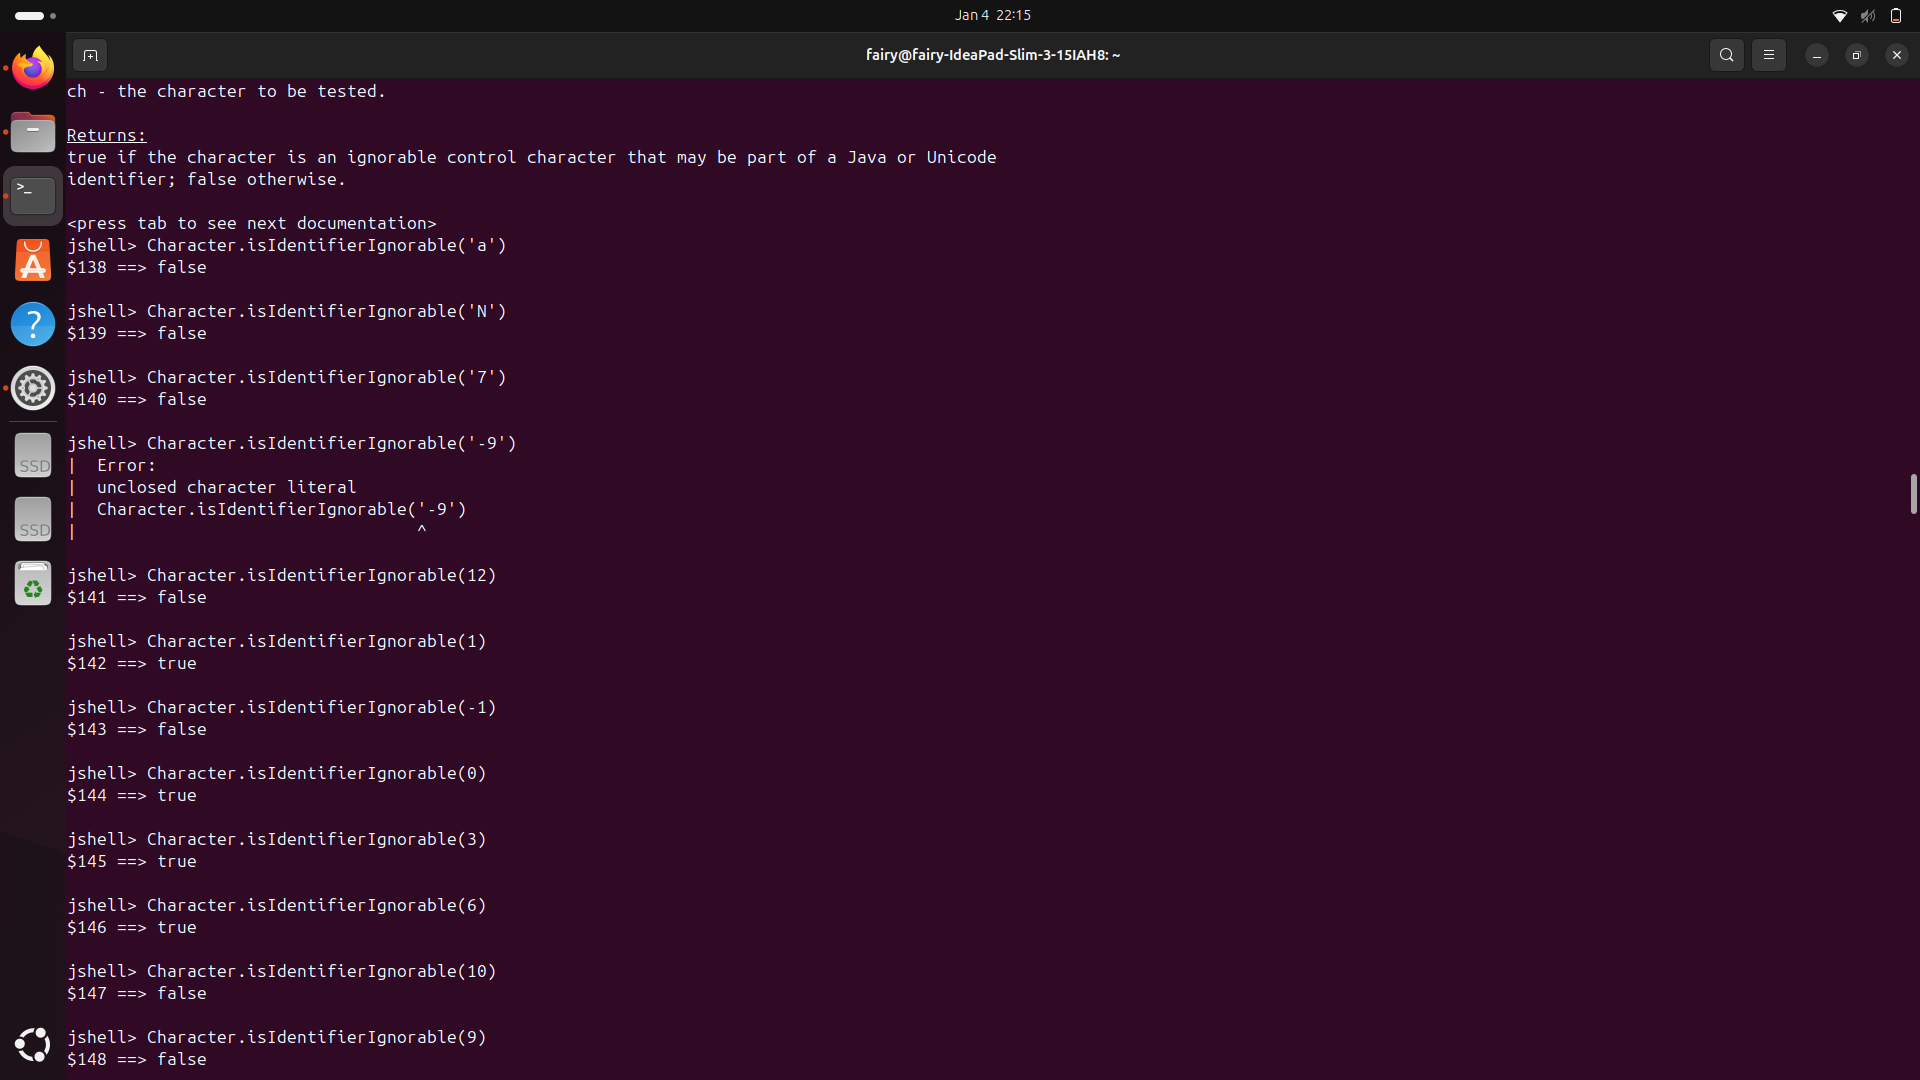 Jan 4 22:15
fairy@fairy-IdeaPad-Slim-3-15IAH8: ~
ch - the character to be tested.
Returns:
true if the character is an ignorable control character that may be part of a Java or Unicode
identifier; false otherwise.
<press tab to see next documentation>
jshell> Character.isIdentifierIgnorable('a')
$138 ==> false
jshell> Character.isIdentifierIgnorable('N')
$139 ==> false
jshell> Character.isIdentifierIgnorable('7')
$140 ==> false
jshell> Character.isIdentifierIgnorable('-9')
|  Error:
|  unclosed character literal
|  Character.isIdentifierIgnorable('-9')
|                                  ^
jshell> Character.isIdentifierIgnorable(12)
$141 ==> false
jshell> Character.isIdentifierIgnorable(1)
$142 ==> true
jshell> Character.isIdentifierIgnorable(-1)
$143 ==> false
jshell> Character.isIdentifierIgnorable(0)
$144 ==> true
jshell> Character.isIdentifierIgnorable(3)
$145 ==> true
jshell> Character.isIdentifierIgnorable(6)
$146 ==> true
jshell> Character.isIdentifierIgnorable(10)
$147 ==> false
jshell> Character.isIdentifierIgnorable(9)
$148 ==> false
>_
A
?
SSD
SSD